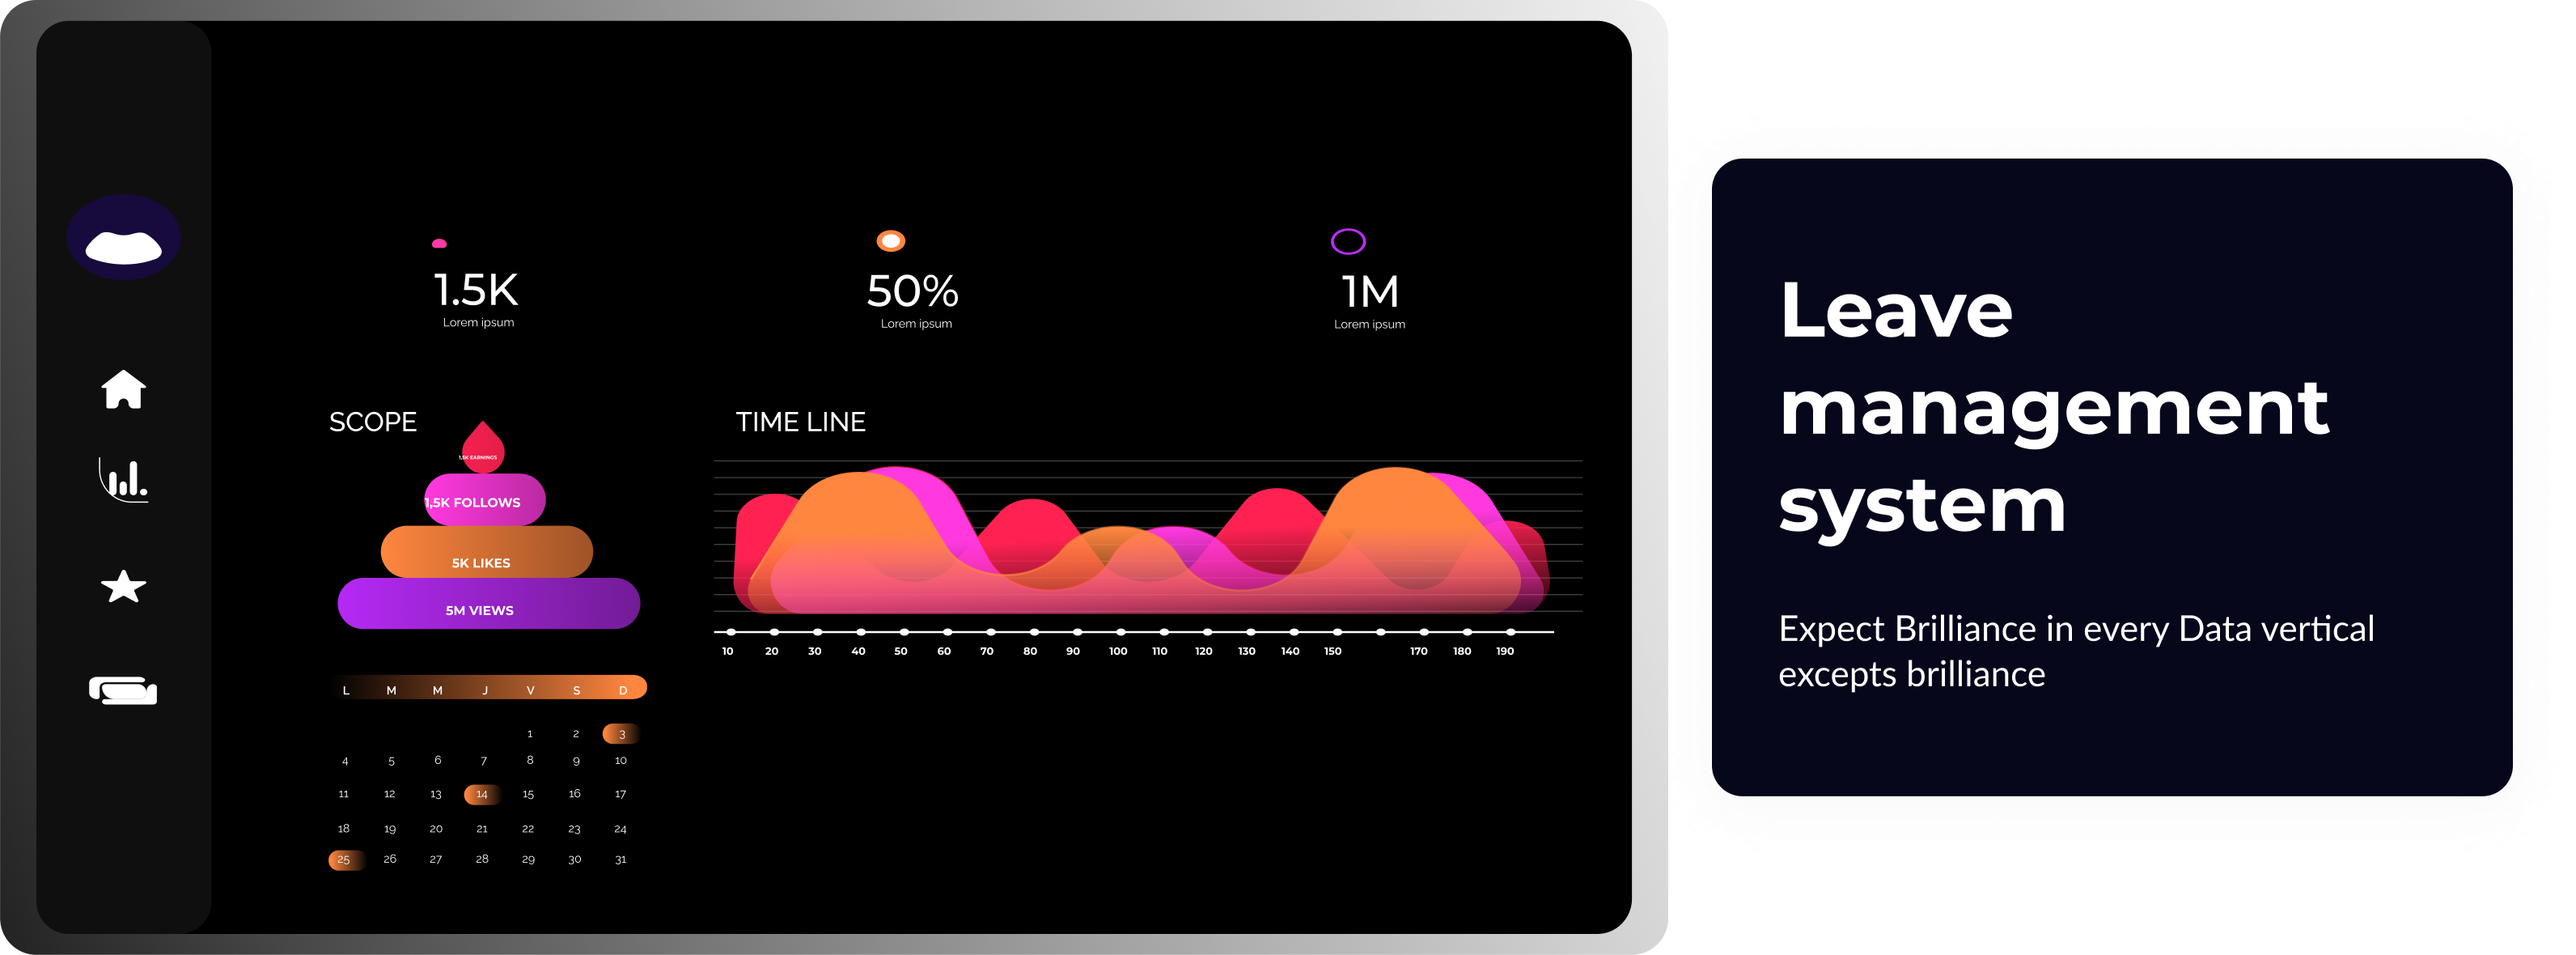 1.5K
Lorem ipsum
50%
Lorem ipsum
1M
Lorem ipsum
SCOPE
1,5K EARNINGS
1,5K FOLLOWS
5K LIKES
5M VIEWS
TIME LINE
10 20 30 40 50 60 70 80 90 100 110 120 130 140 150 170 180 190
L M M J V S D
1 2 3
4 5 6 7 8 9 10
11 12 13 14 15 16 17
18 19 20 21 22 23 24
25 26 27 28 29 30 31
Leave
management
system
Expect Brilliance in every Data vertical
excepts brilliance